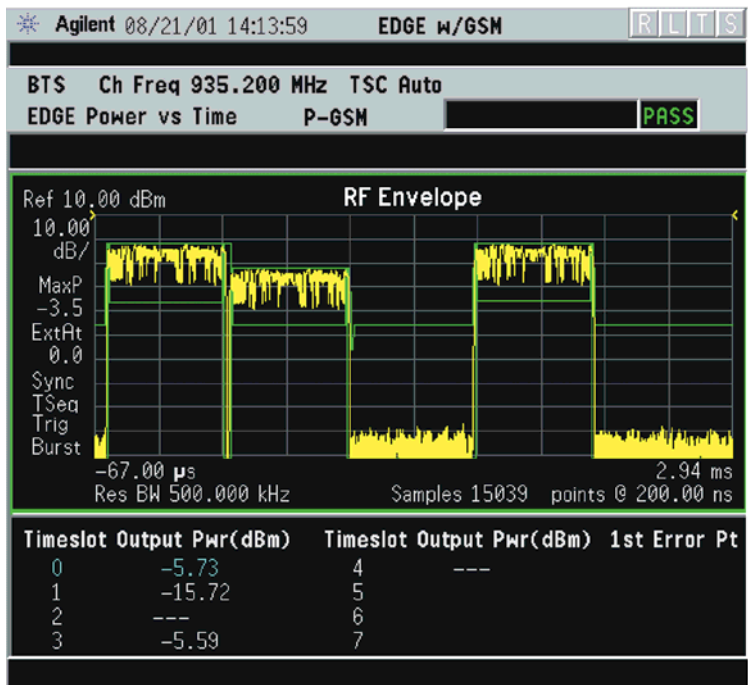 Agilent 08/21/01 14:13:59 EDGE w/GSM R L T S
BTS Ch Freq 935.200 MHz TSC Auto
EDGE Power vs Time P-GSM PASS
Ref 10.00 dBm RF Envelope
10.00
dB/
MaxP
-3.5
ExtAt
0.0
Sync
TSeq
Trig
Burst
-67.00 µs 2.94 ms
Res BW 500.000 kHz Samples 15039 points @ 200.00 ns
Timeslot Output Pwr(dBm) Timeslot Output Pwr(dBm) 1st Error Pt
0 -5.73 4 ---
1 -15.72 5
2 --- 6
3 -5.59 7